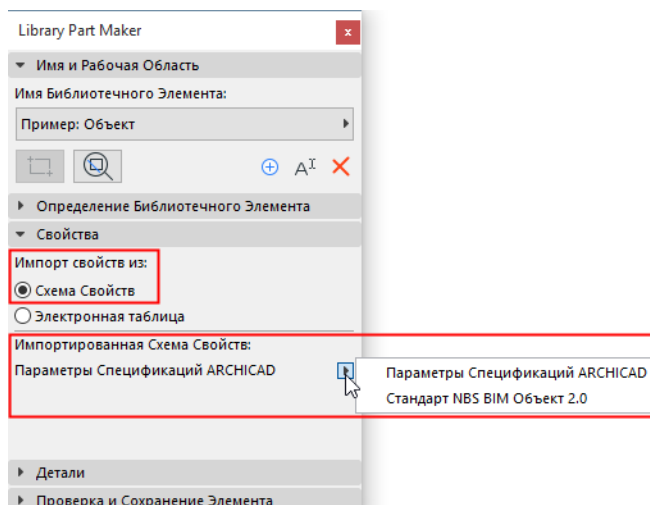 Library Part Maker
x
Имя и Рабочая Область
Имя Библиотечного Элемента:
Пример: Объект
A
Определение Библиотечного Элемента
Свойства
Импорт свойств из:
Схема Свойств
Электронная таблица
Импортированная Схема Свойств:
Параметры Спецификаций ARCHICAD
Параметры Спецификаций ARCHICAD
Стандарт NBS BIM Объект 2.0
Детали
Проверка и Сохранение Элемента